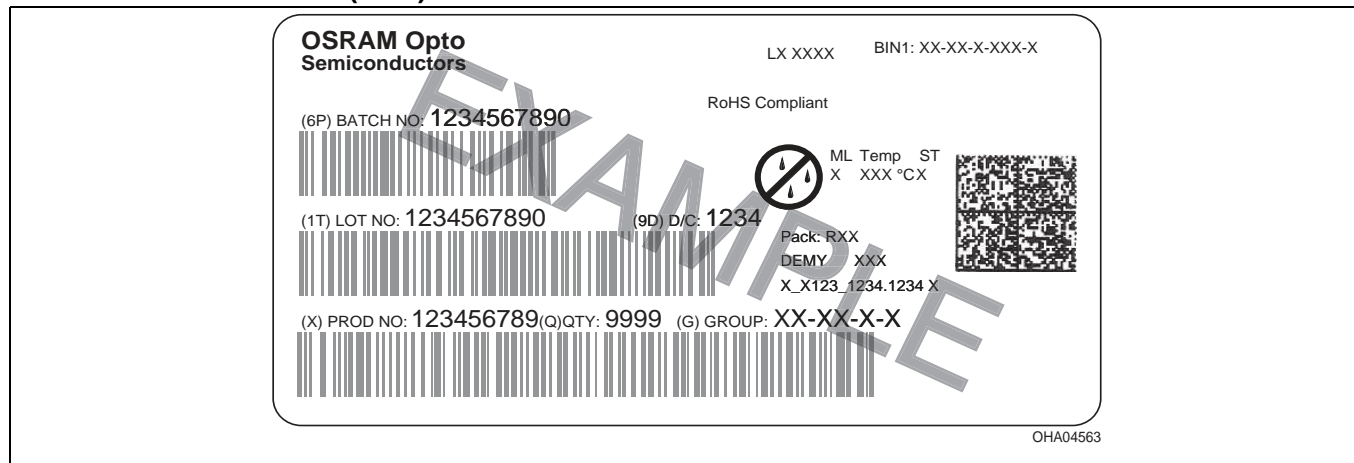 OSRAM Opto
Semiconductors
LX XXXX
BIN1: XX-XX-X-XXX-X
RoHS Compliant
(6P) BATCH NO: 1234567890
ML Temp ST
X XXX °C X
(1T) LOT NO: 1234567890
(9D) D/C: 1234
Pack: RXX
DEMY XXX
X_X123_1234.1234 X
(X) PROD NO: 123456789(Q)QTY: 9999 (G) GROUP: XX-XX-X-X
EXAMPLE
OHA04563